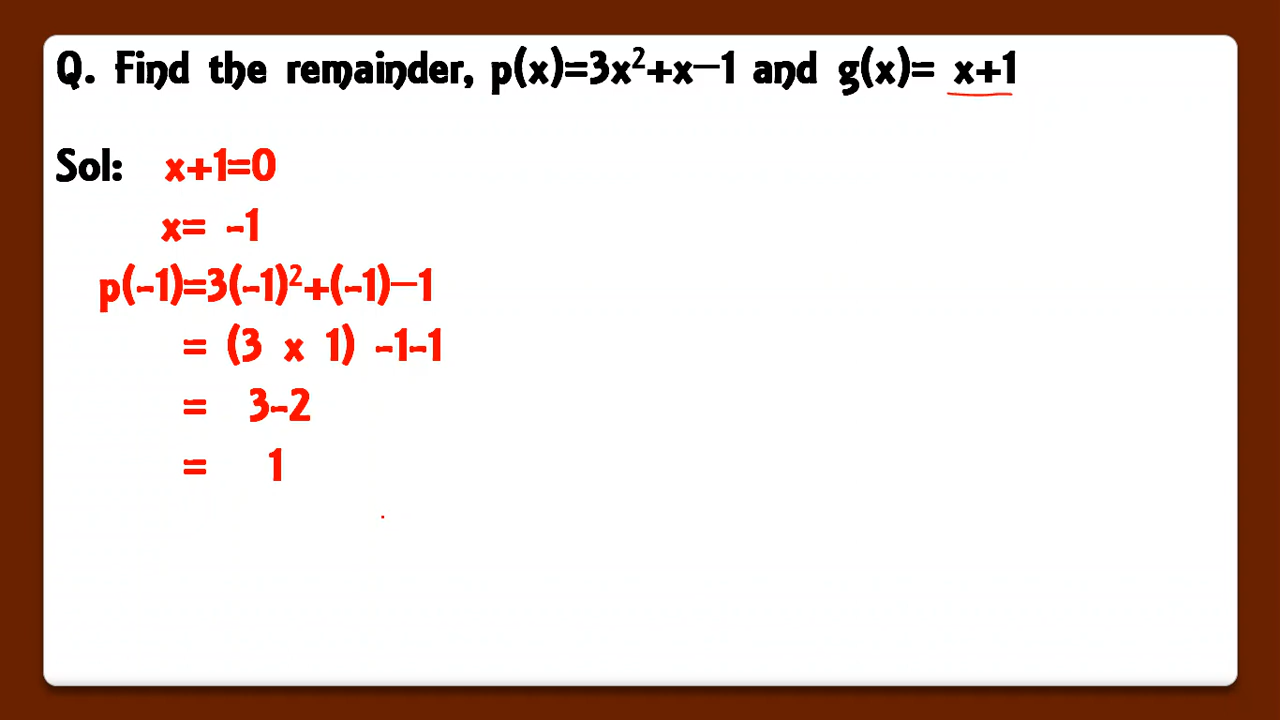 Q. Find the remainder, p(x)=3x²+x–1 and g(x)= x+1
Sol: x+1=0
x= -1
p(-1)=3(-1)²+(-1)–1
= (3 x 1) -1-1
= 3-2
= 1